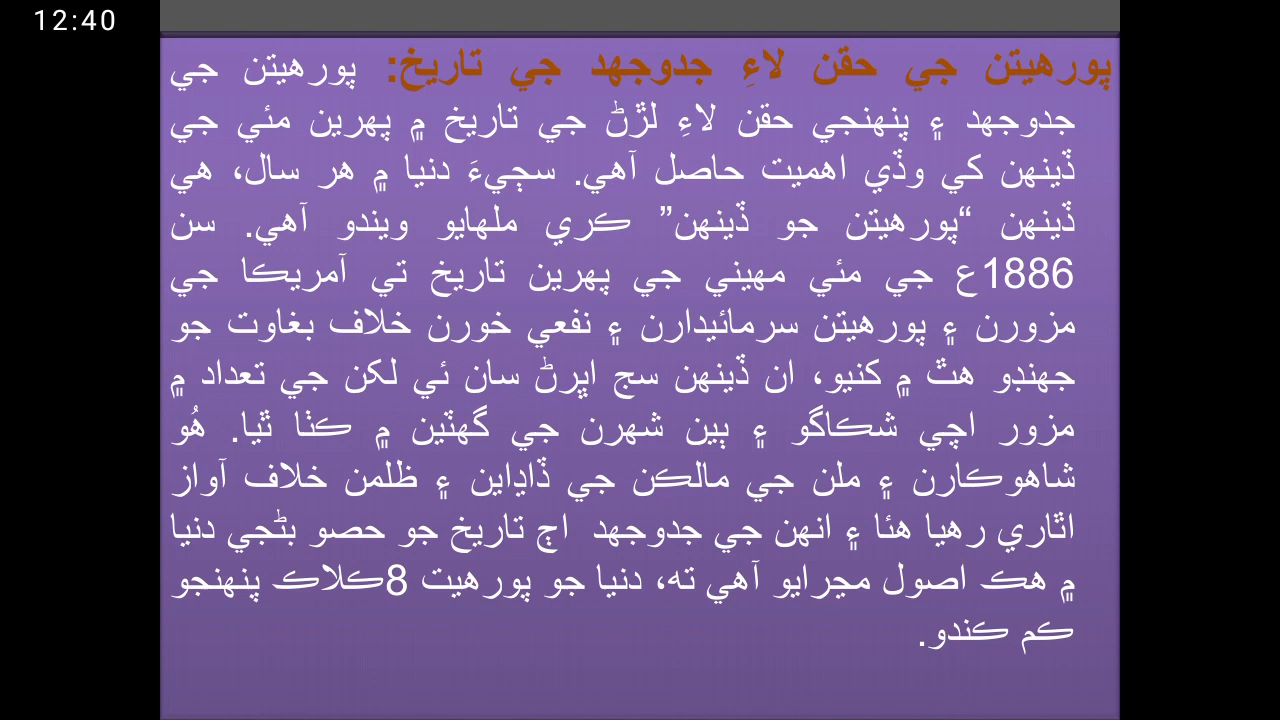 12:40
پورهيتن جي حقن لاءِ جدوجهد جي تاريخ: پورهيتن جي
جدوجهد ۽ پنهنجي حقن لاءِ لڙڻ جي تاريخ ۾ پهرين مئي جي
ڏينهن کي وڏي اهميت حاصل آهي. سڄيءَ دنيا ۾ هر سال، هي
ڏينهن “پورهيتن جو ڏينهن” ڪري ملهايو ويندو آهي. سن
1886ع جي مئي مهيني جي پهرين تاريخ تي آمريڪا جي
مزورن ۽ پورهيتن سرمائيدارن ۽ نفعي خورن خلاف بغاوت جو
جهنڊو هٿ ۾ کنيو، ان ڏينهن سج اڀرڻ سان ئي لکن جي تعداد ۾
مزور اچي شڪاگو ۽ ٻين شهرن جي گهٽين ۾ ڪٺا ٿيا. هُو
شاهوڪارن ۽ ملن جي مالڪن جي ڏاڍاين ۽ ظلمن خلاف آواز
اٿاري رهيا هئا ۽ انهن جي جدوجهد اڄ تاريخ جو حصو بڻجي دنيا
۾ هڪ اصول مڃرايو آهي ته، دنيا جو پورهيت 8ڪلاڪ پنهنجو
ڪم ڪندو.